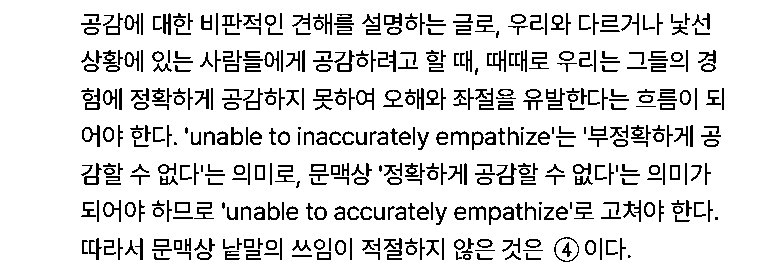 공감에 대한 비판적인 견해를 설명하는 글로, 우리와 다르거나 낯선
상황에 있는 사람들에게 공감하려고 할 때, 때때로 우리는 그들의 경
험에 정확하게 공감하지 못하여 오해와 좌절을 유발한다는 흐름이 되
어야 한다. 'unable to inaccurately empathize'는 '부정확하게 공
감할 수 없다'는 의미로, 문맥상 '정확하게 공감할 수 없다'는 의미가
되어야 하므로 'unable to accurately empathize'로 고쳐야 한다.
따라서 문맥상 낱말의 쓰임이 적절하지 않은 것은 ④이다.